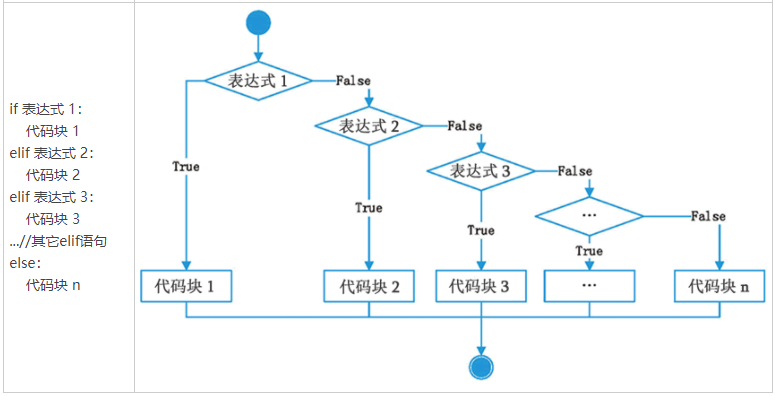 if 表达式 1：
代码块 1
elif 表达式 2：
代码块 2
elif 表达式 3：
代码块 3
...//其它elif语句
else：
代码块 n
表达式 1
False
表达式 2
False
True
表达式 3
False
True
…
False
True
True
代码块 1
代码块 2
代码块 3
…
代码块 n